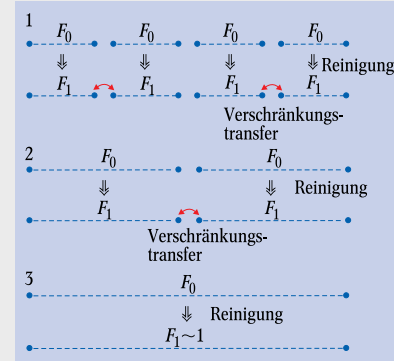 1
F₀ F₀ F₀ F₀
⇓ ⇓ ⇓ ⇓ Reinigung
F₁ F₁ F₁ F₁
Verschränkungs-
transfer
2
F₀ F₀
⇓ ⇓ Reinigung
F₁ F₁
Verschränkungs-
transfer
3
F₀
⇓ Reinigung
F₁~1